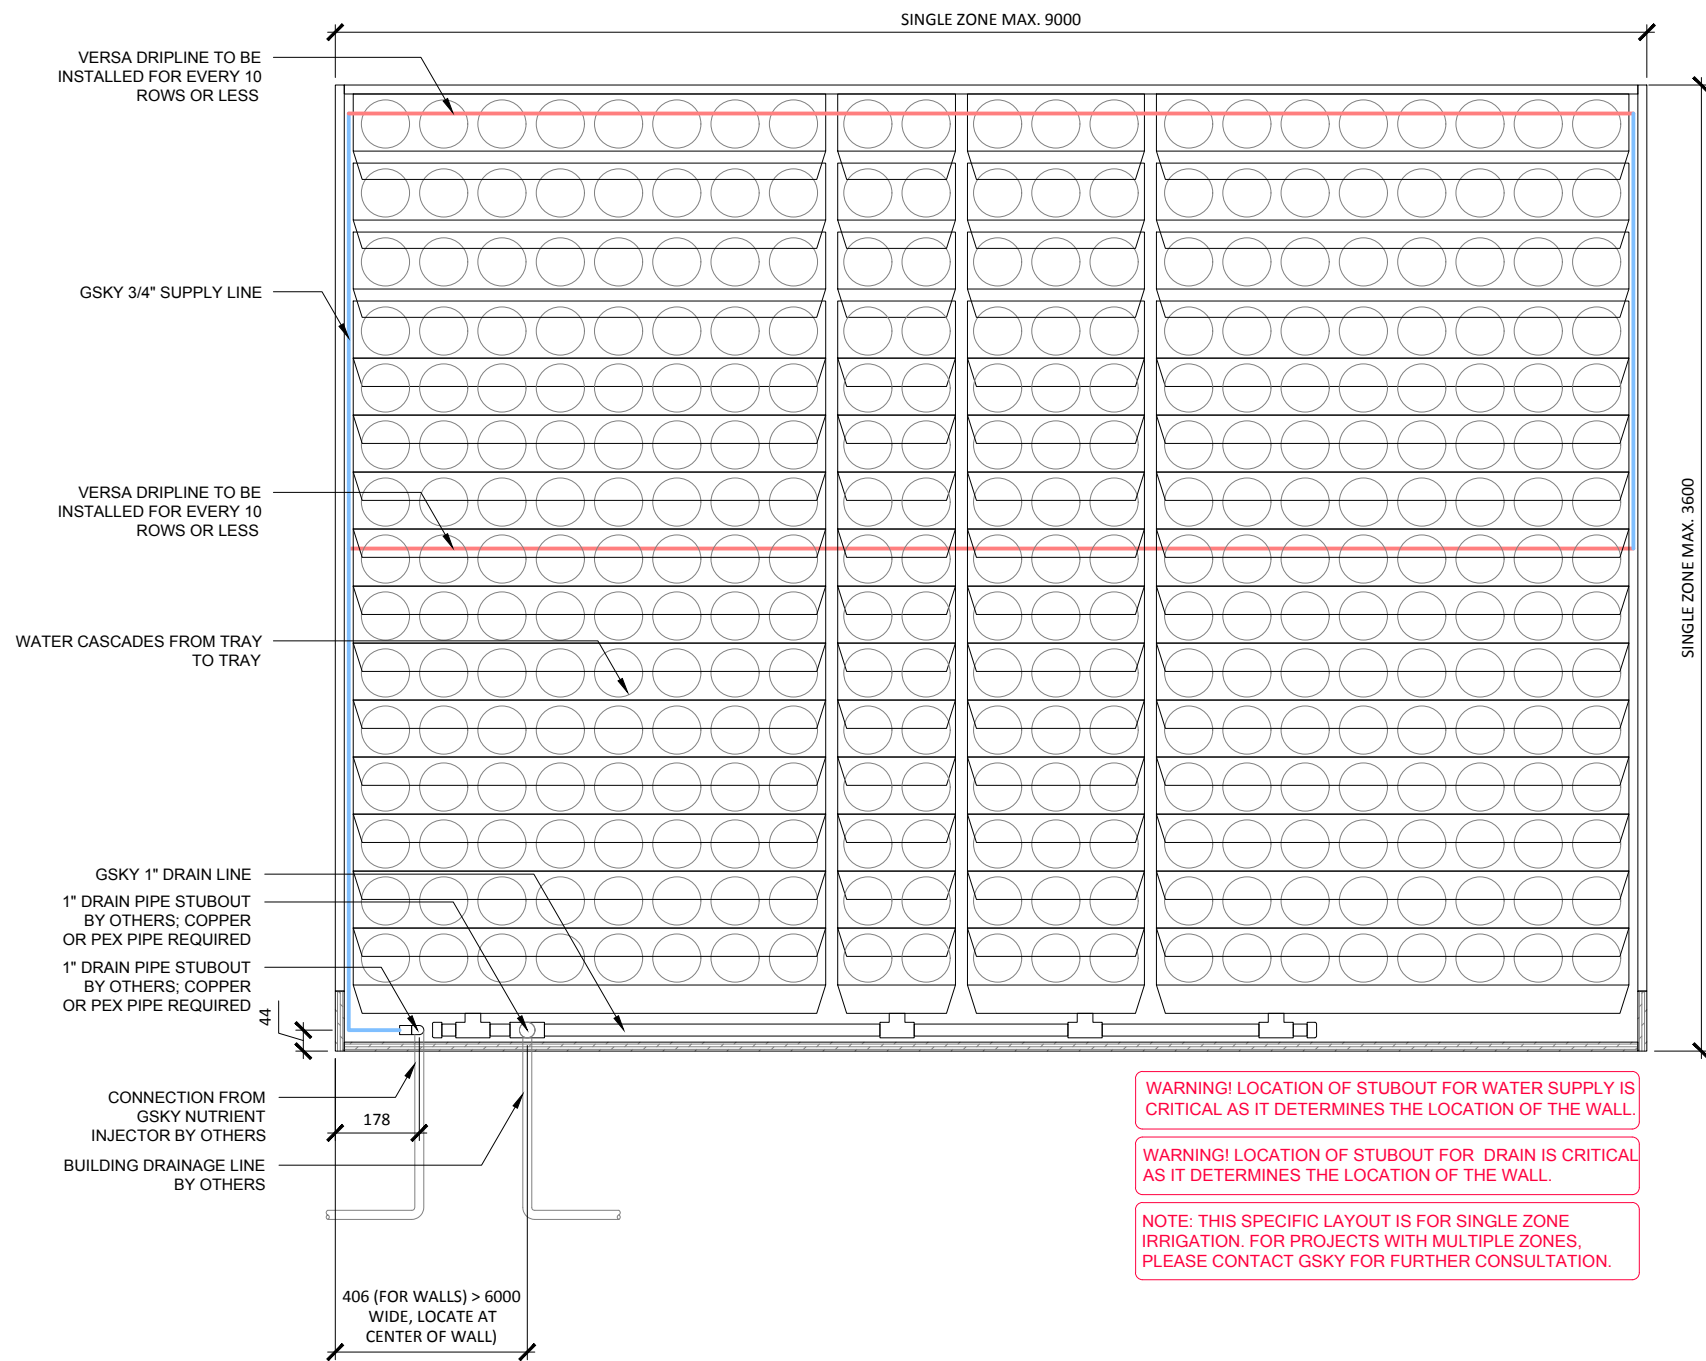 SINGLE ZONE MAX. 9000
VERSA DRIPLINE TO BE
INSTALLED FOR EVERY 10
ROWS OR LESS
GSKY 3/4" SUPPLY LINE
VERSA DRIPLINE TO BE
INSTALLED FOR EVERY 10
ROWS OR LESS
SINGLE ZONE MAX. 3600
WATER CASCADES FROM TRAY
TO TRAY
GSKY 1" DRAIN LINE
1" DRAIN PIPE STUBOUT
BY OTHERS; COPPER
OR PEX PIPE REQUIRED
1" DRAIN PIPE STUBOUT
BY OTHERS; COPPER
OR PEX PIPE REQUIRED
44
CONNECTION FROM
GSKY NUTRIENT
INJECTOR BY OTHERS
178
BUILDING DRAINAGE LINE
BY OTHERS
406 (FOR WALLS) > 6000
WIDE, LOCATE AT
CENTER OF WALL)
WARNING! LOCATION OF STUBOUT FOR WATER SUPPLY IS
CRITICAL AS IT DETERMINES THE LOCATION OF THE WALL.
WARNING! LOCATION OF STUBOUT FOR DRAIN IS CRITICAL
AS IT DETERMINES THE LOCATION OF THE WALL.
NOTE: THIS SPECIFIC LAYOUT IS FOR SINGLE ZONE
IRRIGATION. FOR PROJECTS WITH MULTIPLE ZONES,
PLEASE CONTACT GSKY FOR FURTHER CONSULTATION.